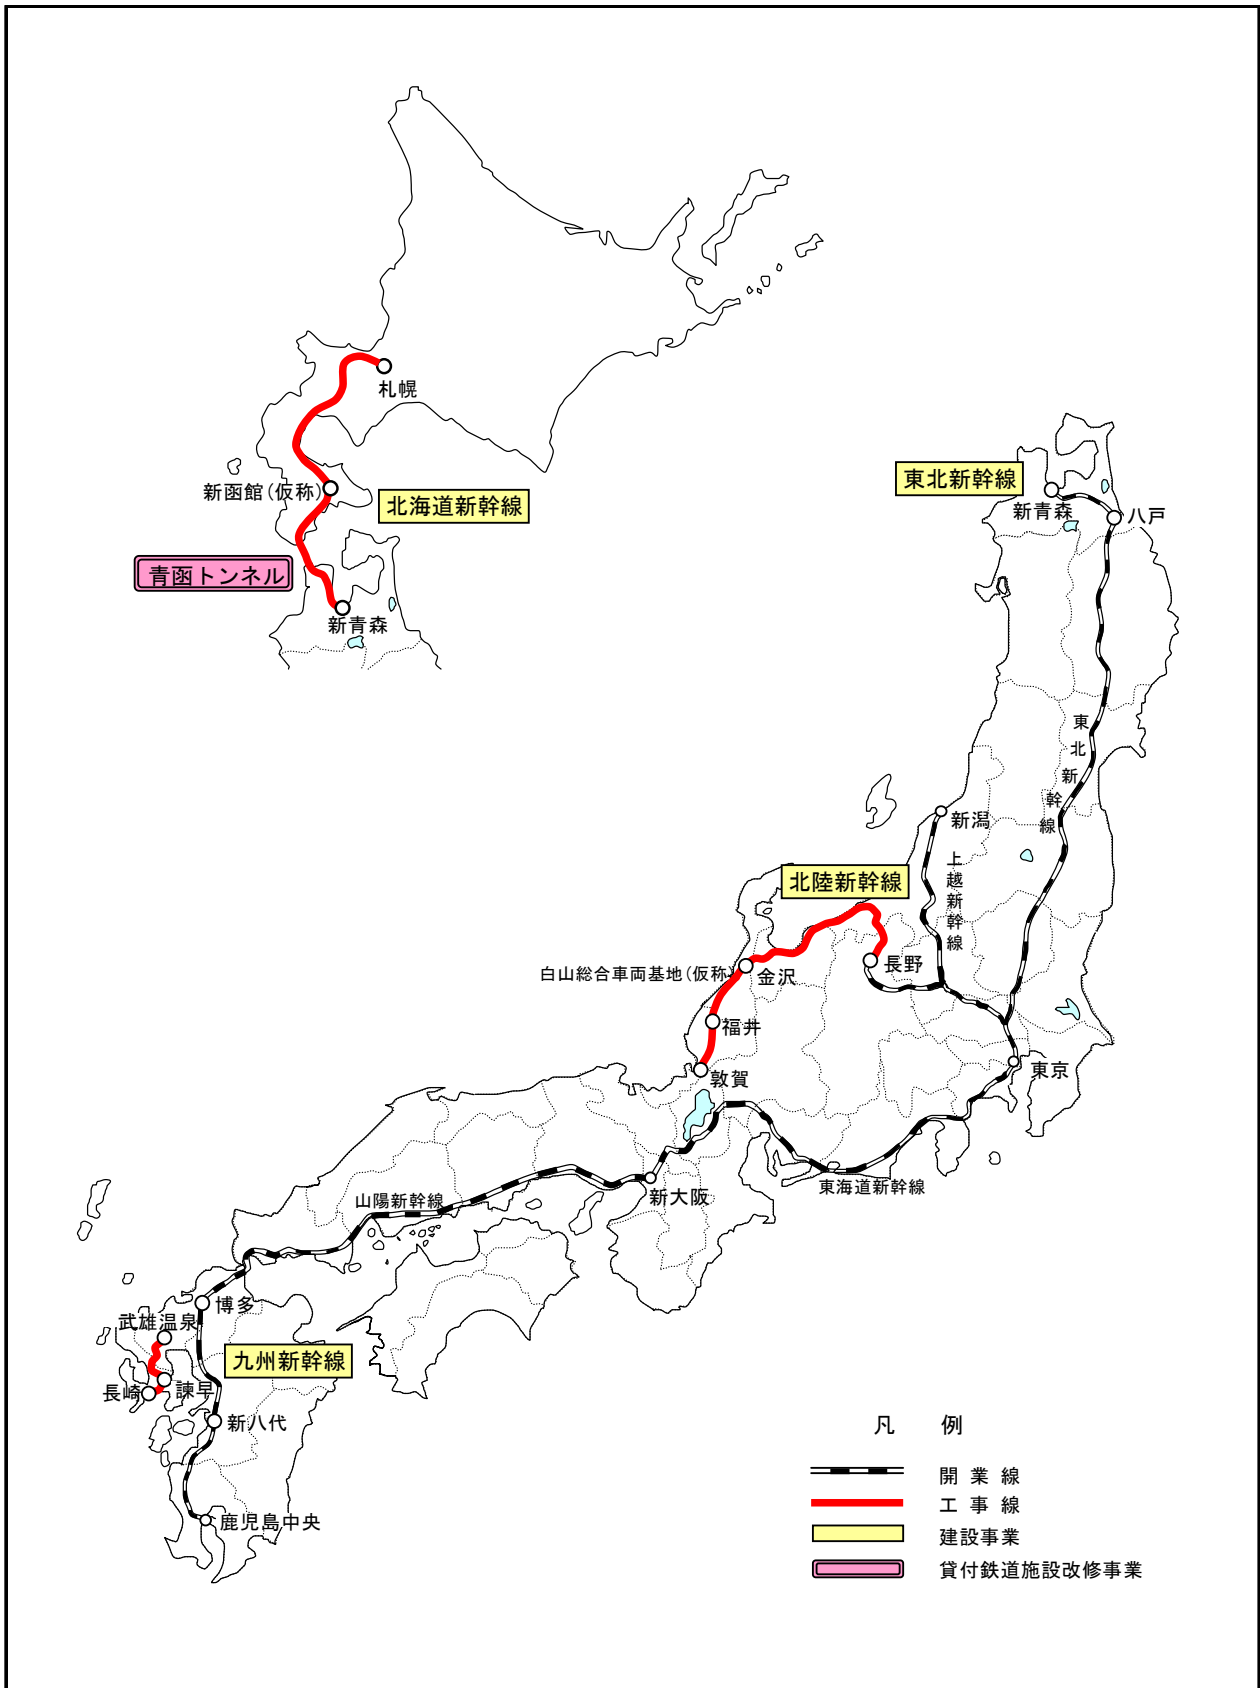 札幌
新函館(仮称)
北海道新幹線
青函トンネル
新青森
東北新幹線
新青森
八戸
東北新幹線
新潟
上越新幹線
北陸新幹線
長野
白山総合車両基地(仮称)
金沢
福井
敦賀
東京
東海道新幹線
新大阪
山陽新幹線
博多
武雄温泉
九州新幹線
長崎
諫早
新八代
鹿児島中央
凡 例
開業線
工事線
建設事業
貸付鉄道施設改修事業